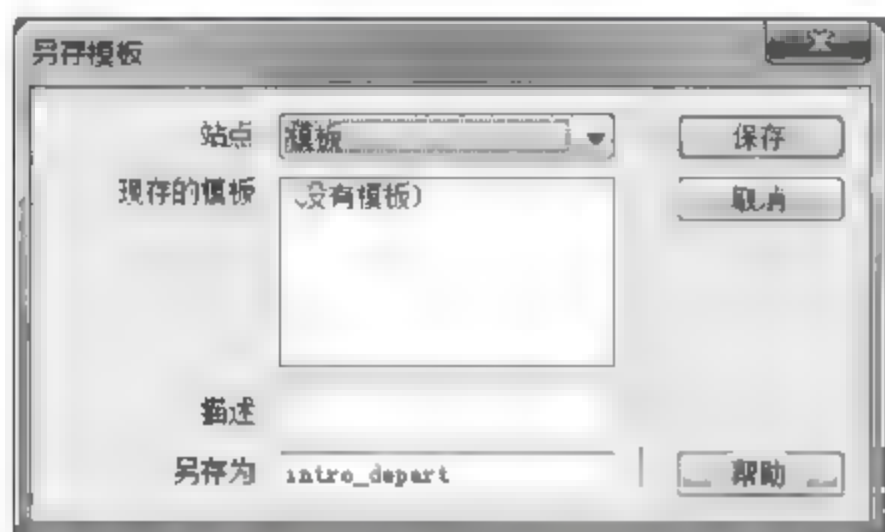 另存模板
站点 模板 保存
现存的模板 (没有模板) 取消
描述
另存为 intro_depart 帮助